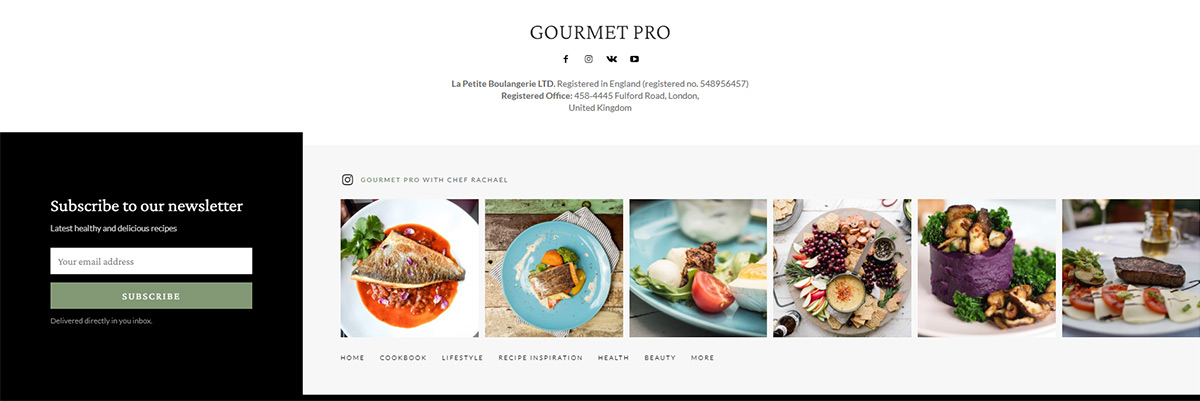 GOURMET PRO
La Petite Boulangerie LTD. Registered in England (registered no. 548956457)
Registered Office: 458-4445 Fulford Road, London,
United Kingdom
Subscribe to our newsletter
Latest healthy and delicious recipes
Your email address
SUBSCRIBE
Delivered directly in you inbox.
GOURMET PRO WITH CHEF RACHAEL
HOME COOKBOOK LIFESTYLE RECIPE INSPIRATION HEALTH BEAUTY MORE